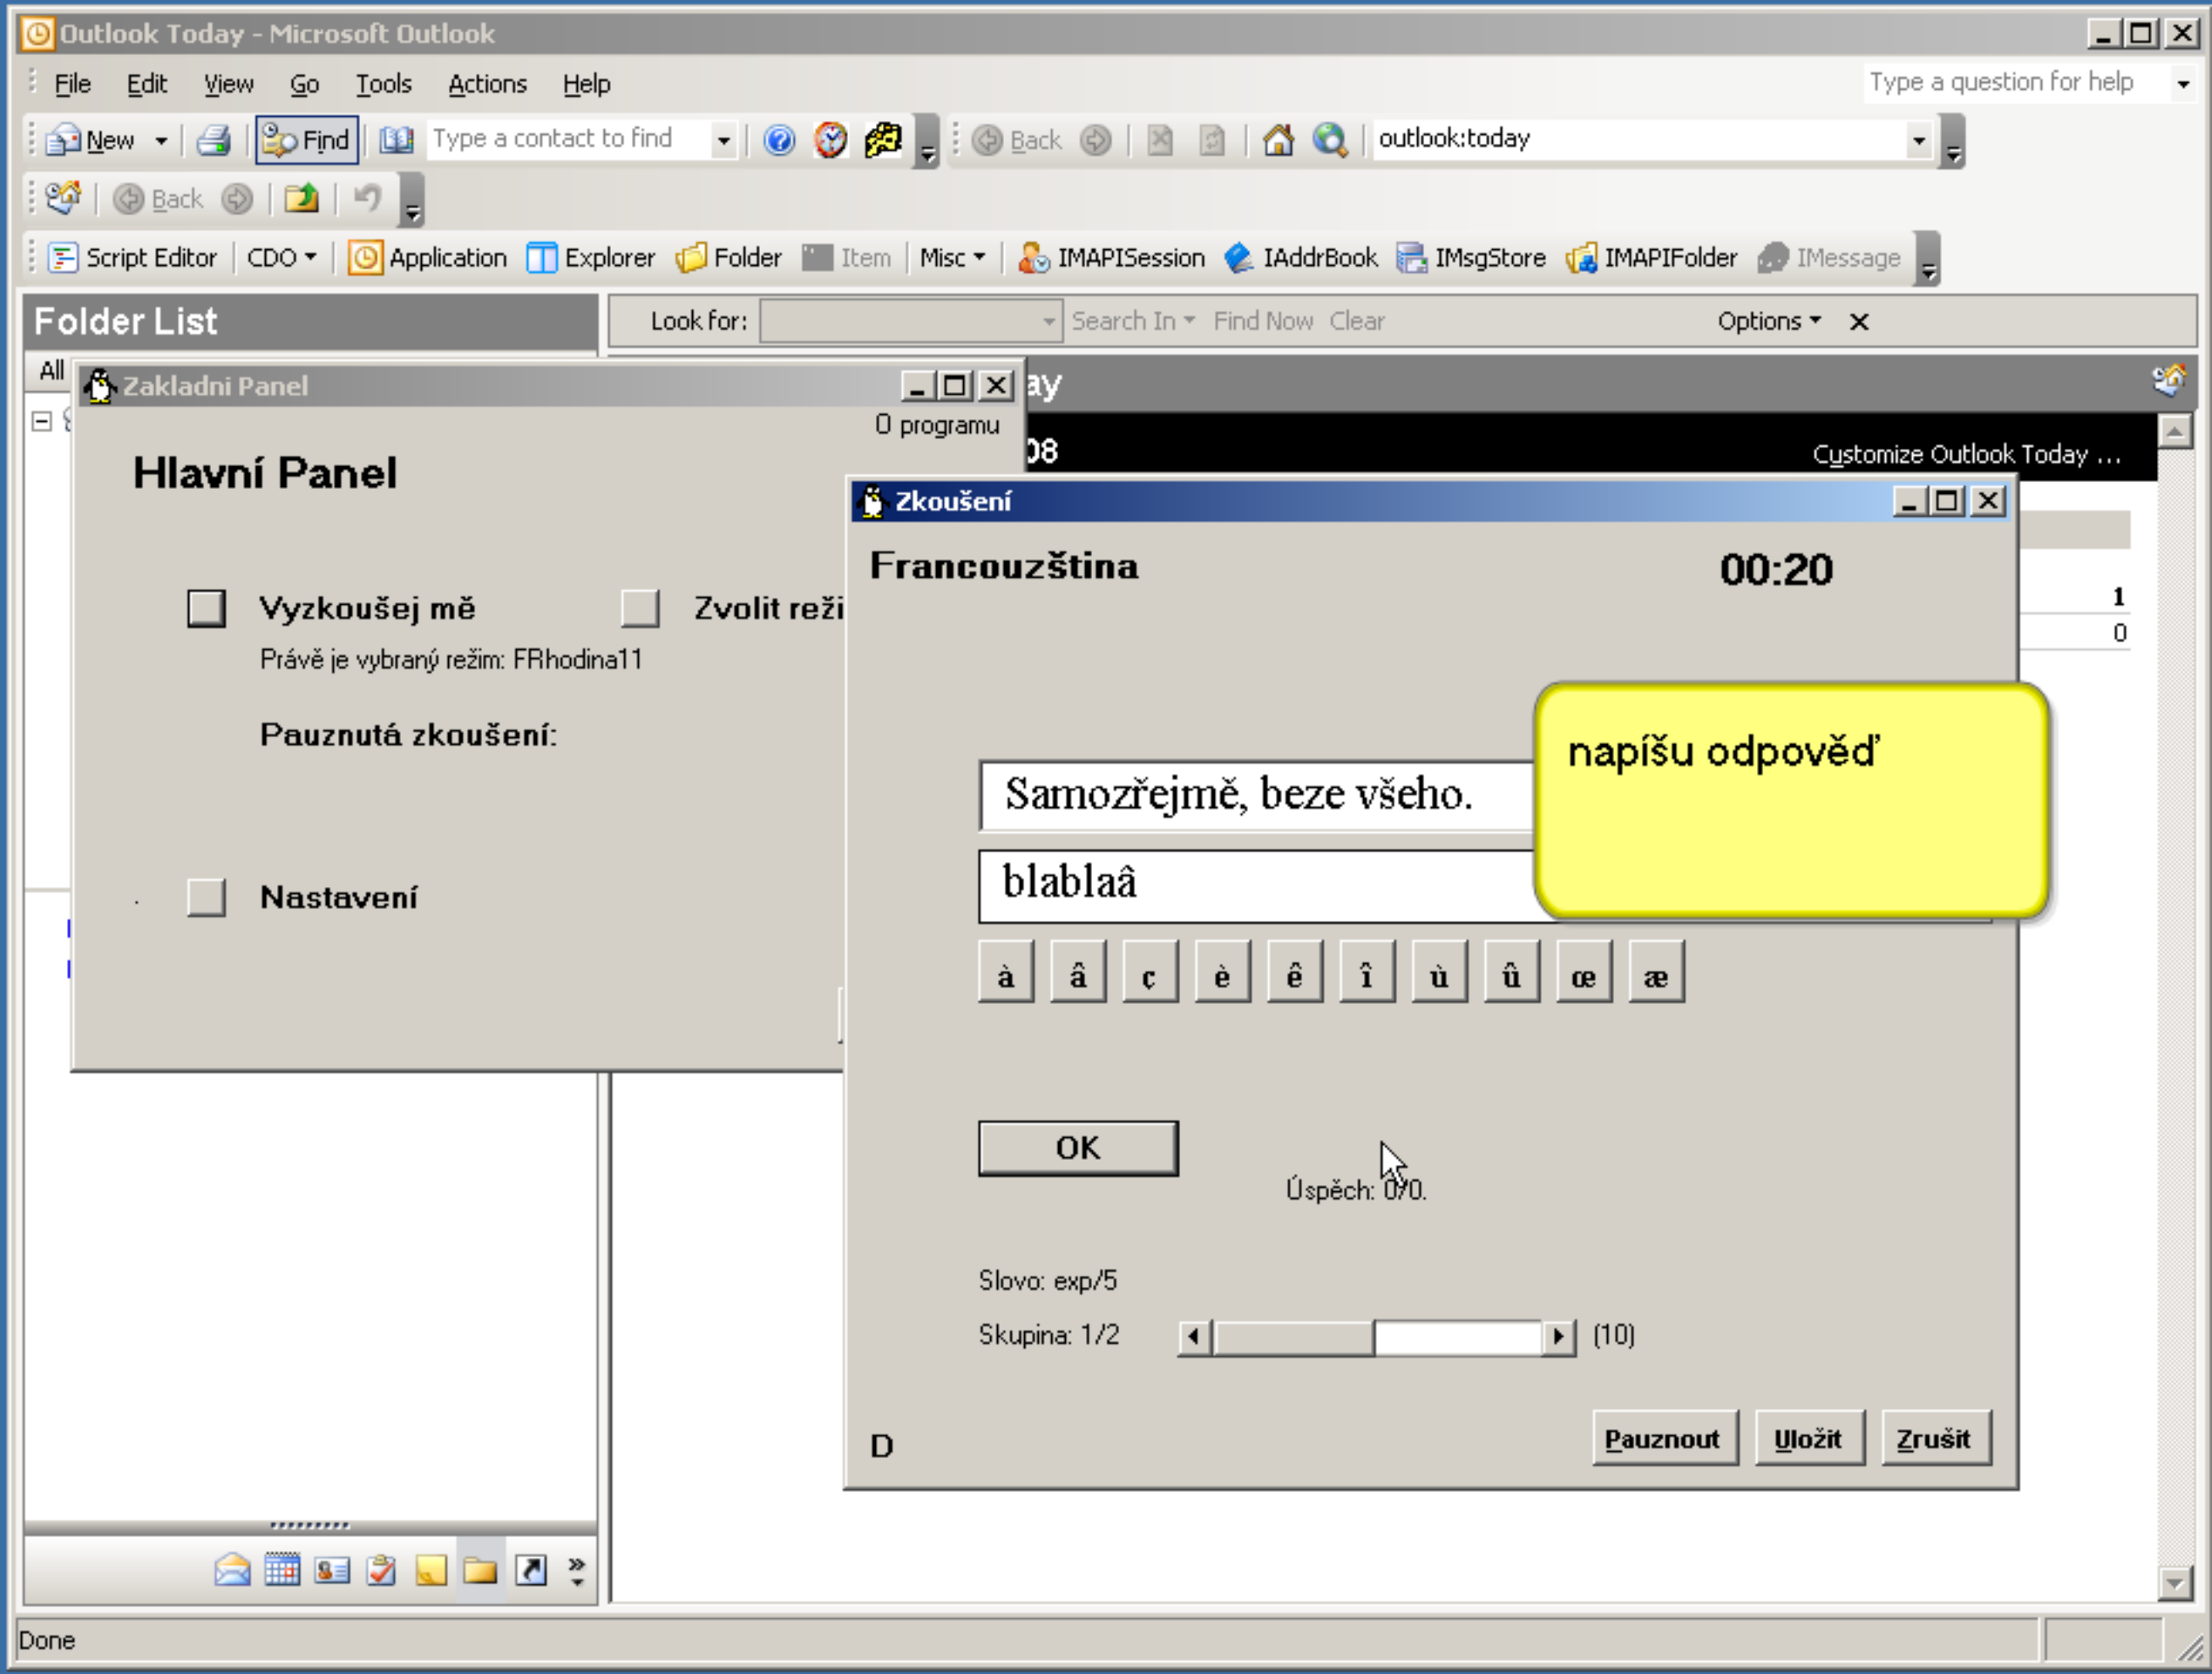 Outlook Today - Microsoft Outlook
File Edit View Go Tools Actions Help Type a question for help
New Find Type a contact to find Back outlook:today
Back
Script Editor CDO Application Explorer Folder Item Misc IMAPISession IAddrBook IMsgStore IMAPIFolder IMessage
Folder List Look for: Search In Find Now Clear Options
All
Zakladni Panel
O programu
Hlavní Panel
Vyzkoušej mě
Právě je vybraný režim: FRhodina11
Zvolit reži
Pauznutá zkoušení:
Nastavení
ay
08 Customize Outlook Today ...
1
0
Zkoušení
Francouzština 00:20
napíšu odpověď
Samozřejmě, beze všeho.
blablaâ
à â ç è ê î ù û œ æ
OK
Úspěch: 0/0.
Slovo: exp/5
Skupina: 1/2 (10)
D Pauznout Uložit Zrušit
Done